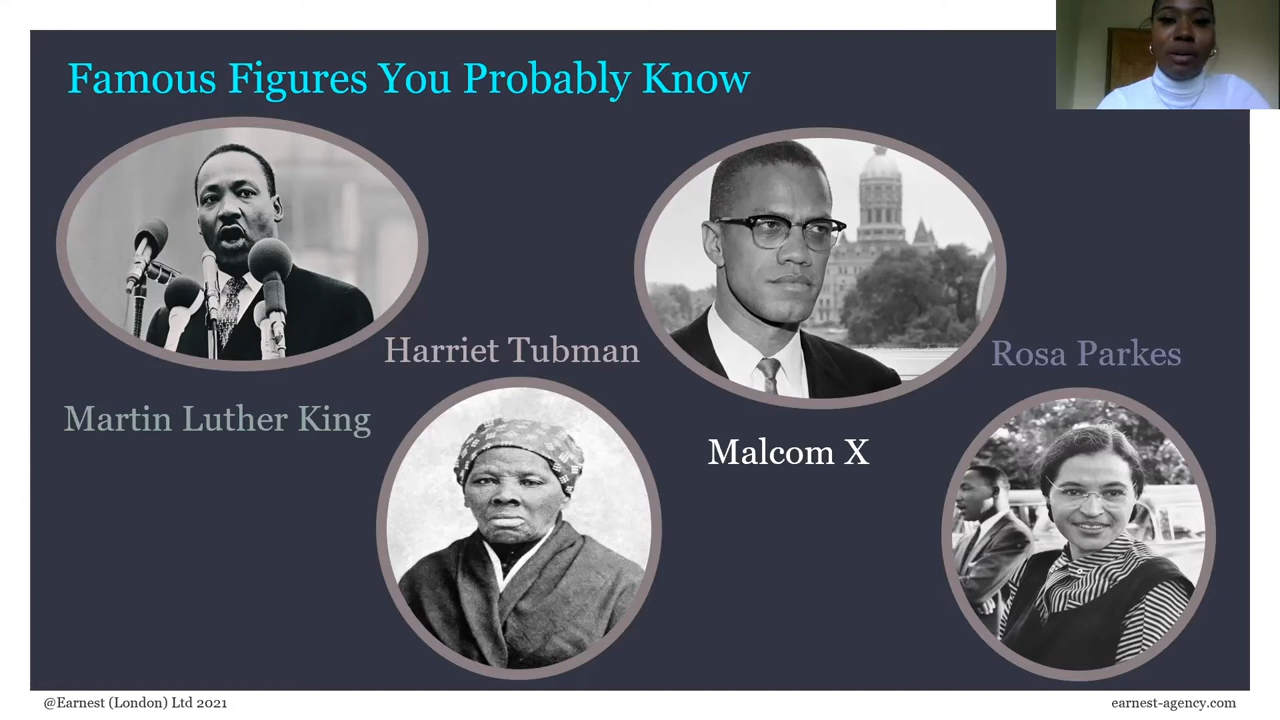 Famous Figures You Probably Know
Harriet Tubman
Rosa Parkes
Martin Luther King
Malcom X
@Earnest (London) Ltd 2021
earnest-agency.com